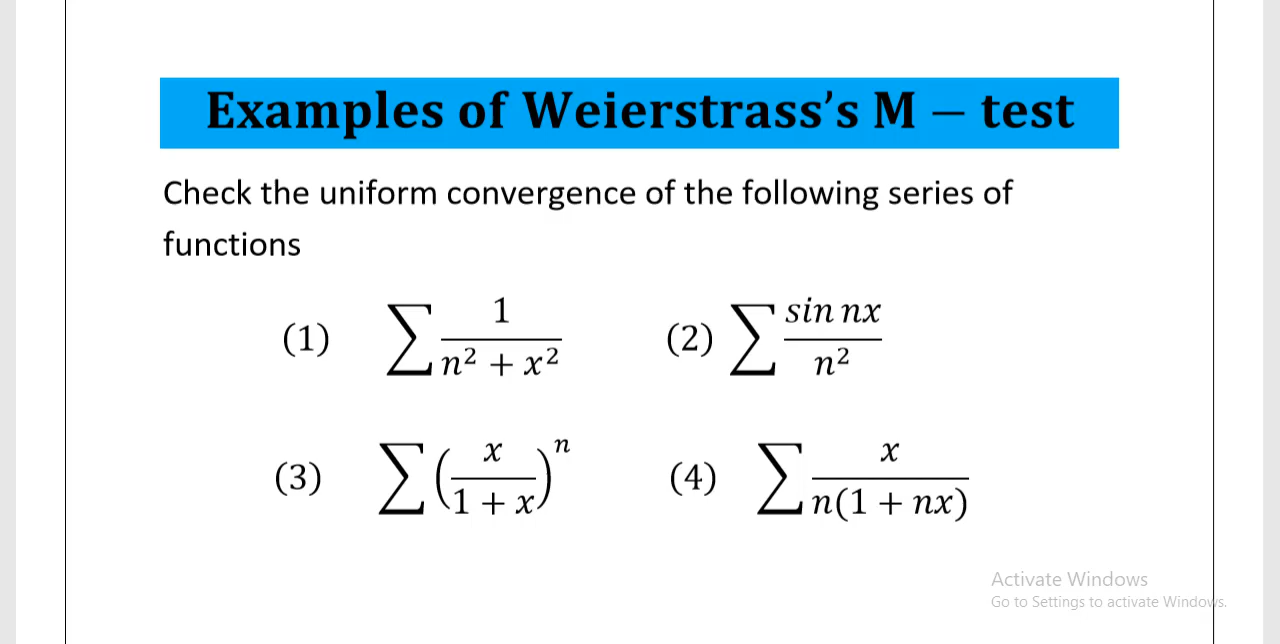 Examples of Weierstrass’s M – test
Check the uniform convergence of the following series of
functions
(1) ∑ 1/(n² + x²) (2) ∑ sin nx/n²
(3) ∑ (x/(1 + x))ⁿ (4) ∑ x/(n(1 + nx))
Activate Windows
Go to Settings to activate Windows.